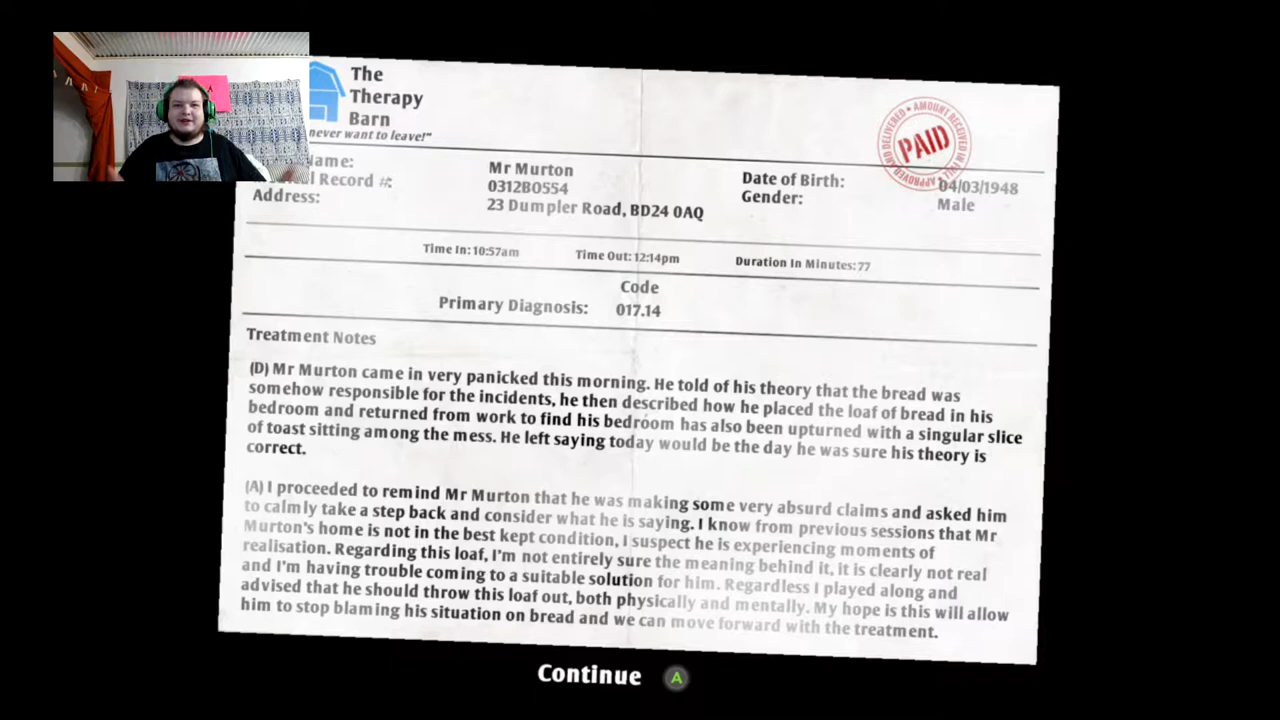 The
Therapy
Barn
never want to leave!"
AMOUNT RECEIVED IN FULL
APPROVED AND DELIVERED
PAID
Name: Mr Murton Date of Birth: 04/03/1948
l Record #: 0312B0554 Gender: Male
Address: 23 Dumpler Road, BD24 0AQ
Time In: 10:57am Time Out: 12:14pm Duration In Minutes: 77
Code
Primary Diagnosis: 017.14
Treatment Notes
(D) Mr Murton came in very panicked this morning. He told of his theory that the bread was
somehow responsible for the incidents, he then described how he placed the loaf of bread in his
bedroom and returned from work to find his bedroom has also been upturned with a singular slice
of toast sitting among the mess. He left saying today would be the day he was sure his theory is
correct.
(A) I proceeded to remind Mr Murton that he was making some very absurd claims and asked him
to calmly take a step back and consider what he is saying. I know from previous sessions that Mr
Murton's home is not in the best kept condition, I suspect he is experiencing moments of
realisation. Regarding this loaf, I'm not entirely sure the meaning behind it, it is clearly not real
and I'm having trouble coming to a suitable solution for him. Regardless I played along and
advised that he should throw this loaf out, both physically and mentally. My hope is this will allow
him to stop blaming his situation on bread and we can move forward with the treatment.
Continue A